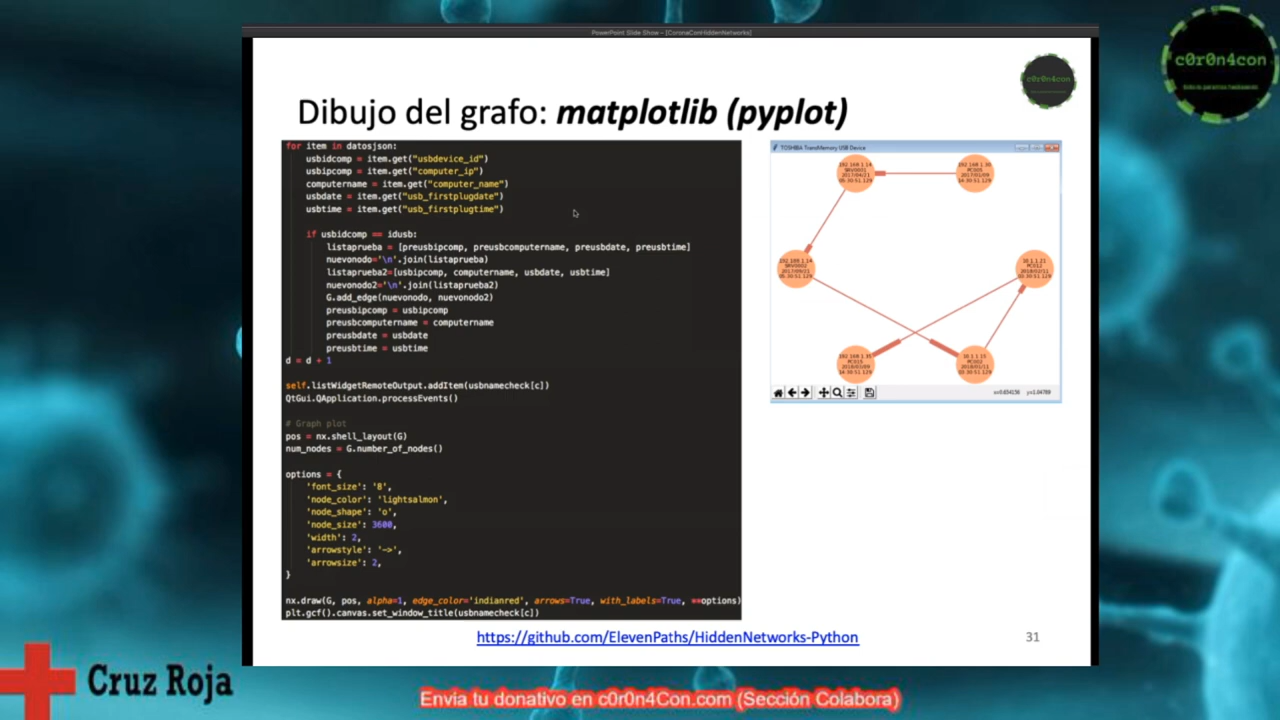 PowerPoint Slide Show - [CoronaConHiddenNetworks]
c0r0n4con
c0r0n4con
Dibujo del grafo: matplotlib (pyplot)
for item in datosjson:
usbidcomp = item.get("usbdevice_id")
usbipcomp = item.get("computer_ip")
computername = item.get("computer_name")
usbdate = item.get("usb_firstplugdate")
usbtime = item.get("usb_firstplugtime")
if usbidcomp == idusb:
listaprueba = [preusbipcomp, preusbcomputername, preusbdate, preusbtime]
nuevonodo='\n'.join(listaprueba)
listaprueba2=[usbipcomp, computername, usbdate, usbtime]
nuevonodo2='\n'.join(listaprueba2)
G.add_edge(nuevonodo, nuevonodo2)
preusbipcomp = usbipcomp
preusbcomputername = computername
preusbdate = usbdate
preusbtime = usbtime
d = d + 1
self.listWidgetRemoteOutput.addItem(usbnamecheck[c])
QtGui.QApplication.processEvents()
# Graph plot
pos = nx.shell_layout(G)
num_nodes = G.number_of_nodes()
options = {
'font_size': '8',
'node_color': 'lightsalmon',
'node_shape': 'o',
'node_size': 3600,
'width': 2,
'arrowstyle': '->',
'arrowsize': 2,
}
nx.draw(G, pos, alpha=1, edge_color='indianred', arrows=True, with_labels=True, **options)
plt.gcf().canvas.set_window_title(usbnamecheck[c])
TOSHIBA TransMemory USB Device
https://github.com/ElevenPaths/HiddenNetworks-Python
31
Cruz Roja
Envia tu donativo en c0r0n4Con.com (Sección Colabora)